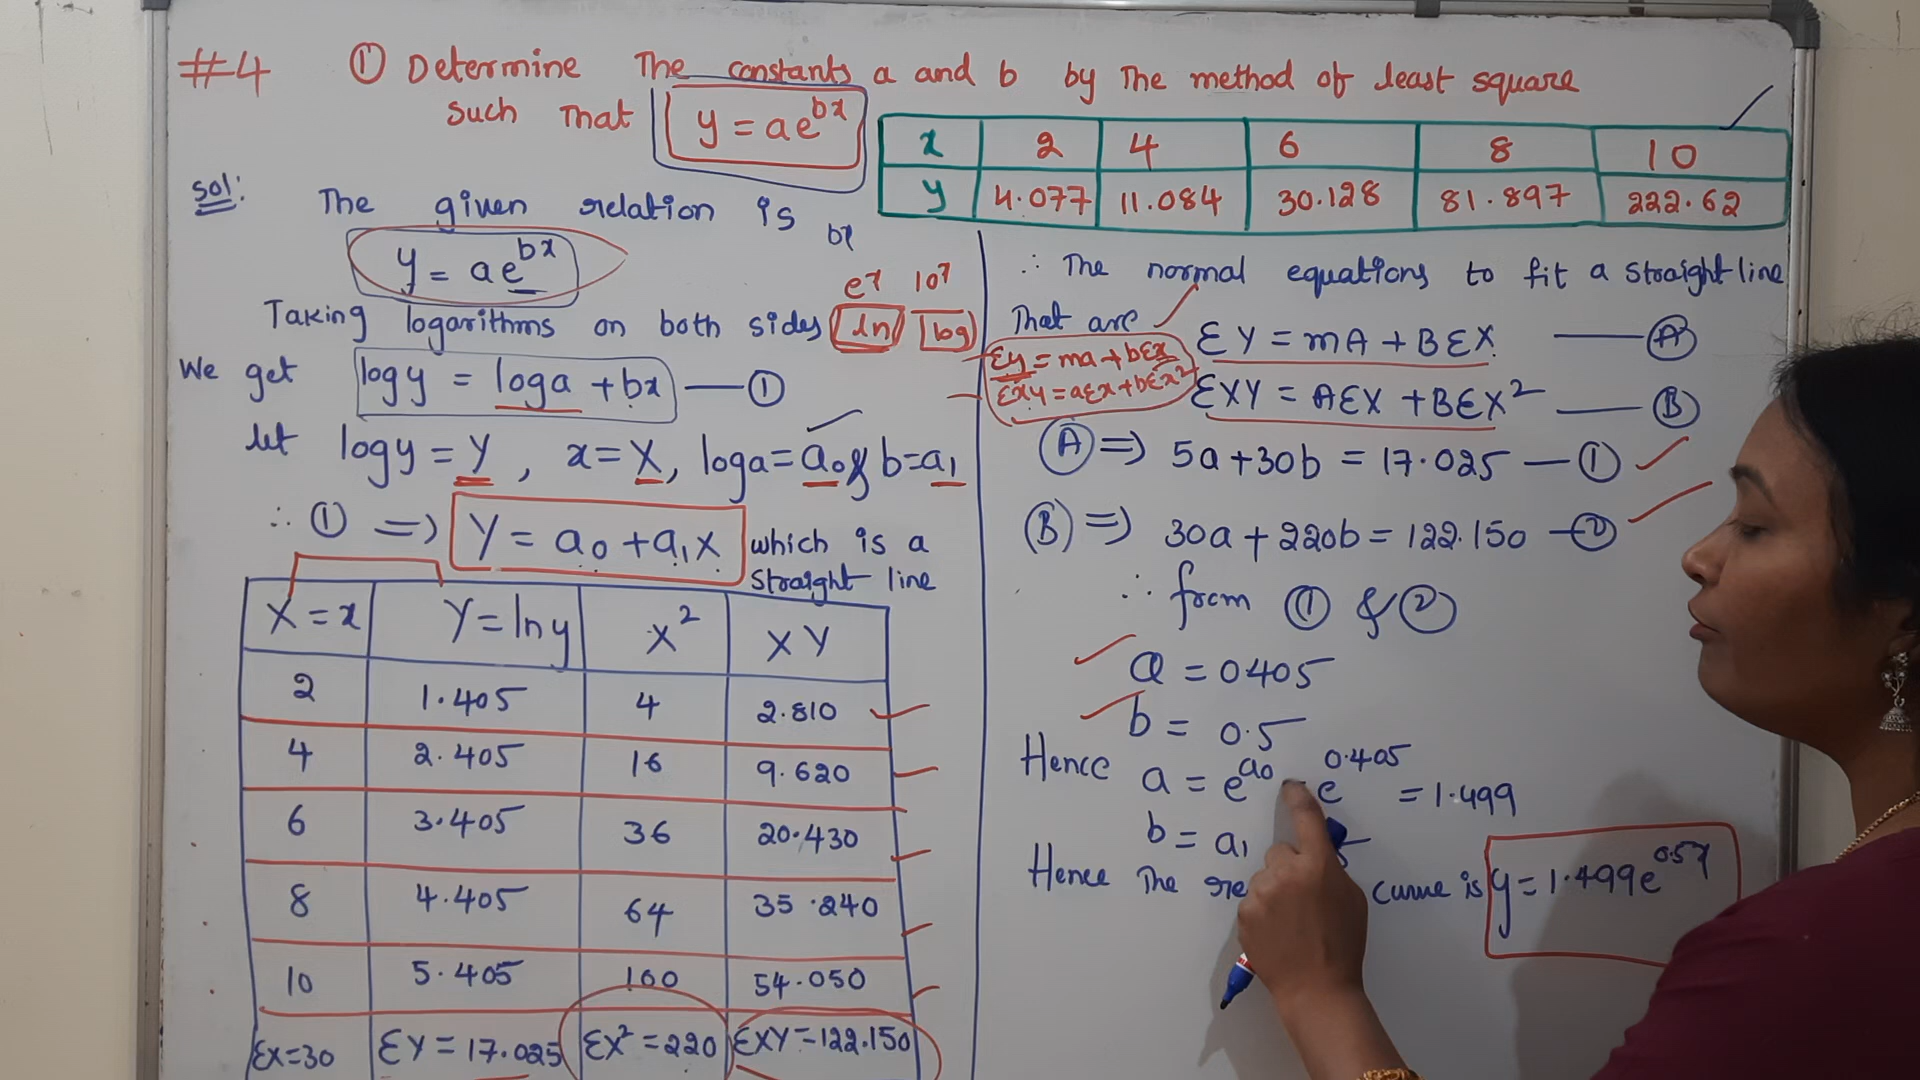 #4 ① Determine The constants a and b by The method of least square
such That y = ae^bx
x 2 4 6 8 10
y 4.077 11.084 30.128 81.897 222.62
Sol:
The given relation is
bx
y = ae^bx
Taking logarithms on both sides ln log
e^x 10^x
We get logy = loga + bx —— ①
let logy = Y, x = X, loga = a₀ & b = a₁
∴ ① => Y = a₀ + a₁x which is a
straight line
X = x Y = ln y X² XY
2 1.405 4 2.810
4 2.405 16 9.620
6 3.405 36 20.430
8 4.405 64 35.240
10 5.405 100 54.050
ΣX=30 ΣY = 17.025 ΣX² = 220 ΣXY = 122.150
∴ The normal equations to fit a straight line
That are
ΣY = mA + BΣX —— Ⓐ
ΣXY = AΣX + BΣX² —— Ⓑ
Σy = ma + bΣx
Σxy = aΣx + bΣx²
Ⓐ => 5a + 30b = 17.025 — ①
Ⓑ => 30a + 220b = 122.150 — ②
∴ from ① & ②
a = 0.405
b = 0.5
Hence a = e^a₀ = e^0.405 = 1.499
b = a₁
Hence The curve is y = 1.499e^0.5x